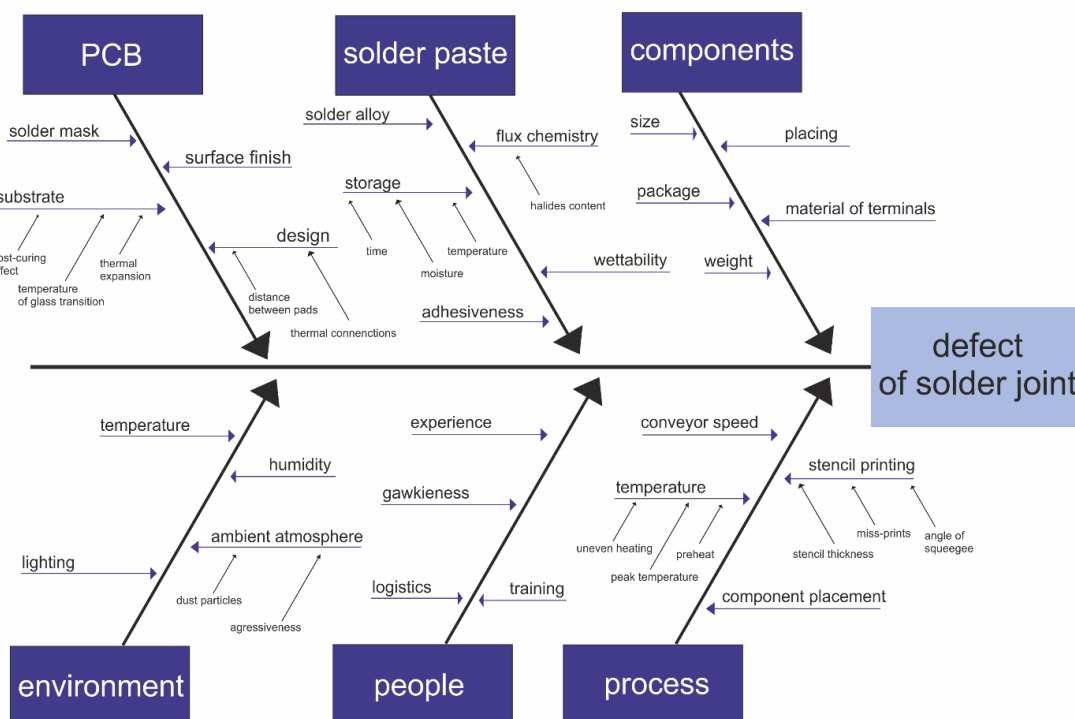 PCB
solder paste
components
solder mask
surface finish
substrate
thermal
expansion
temperature
of glass transition
design
distance
between pads
thermal connenctions
solder alloy
flux chemistry
halides content
storage
time
moisture
temperature
wettability
adhesiveness
size
placing
package
material of terminals
weight
defect
of solder joint
temperature
humidity
ambient atmosphere
dust particles
agressiveness
lighting
environment
experience
gawkieness
logistics
training
people
conveyor speed
stencil printing
stencil thickness
miss-prints
angle of
squeegee
temperature
uneven heating
peak temperature
preheat
component placement
process